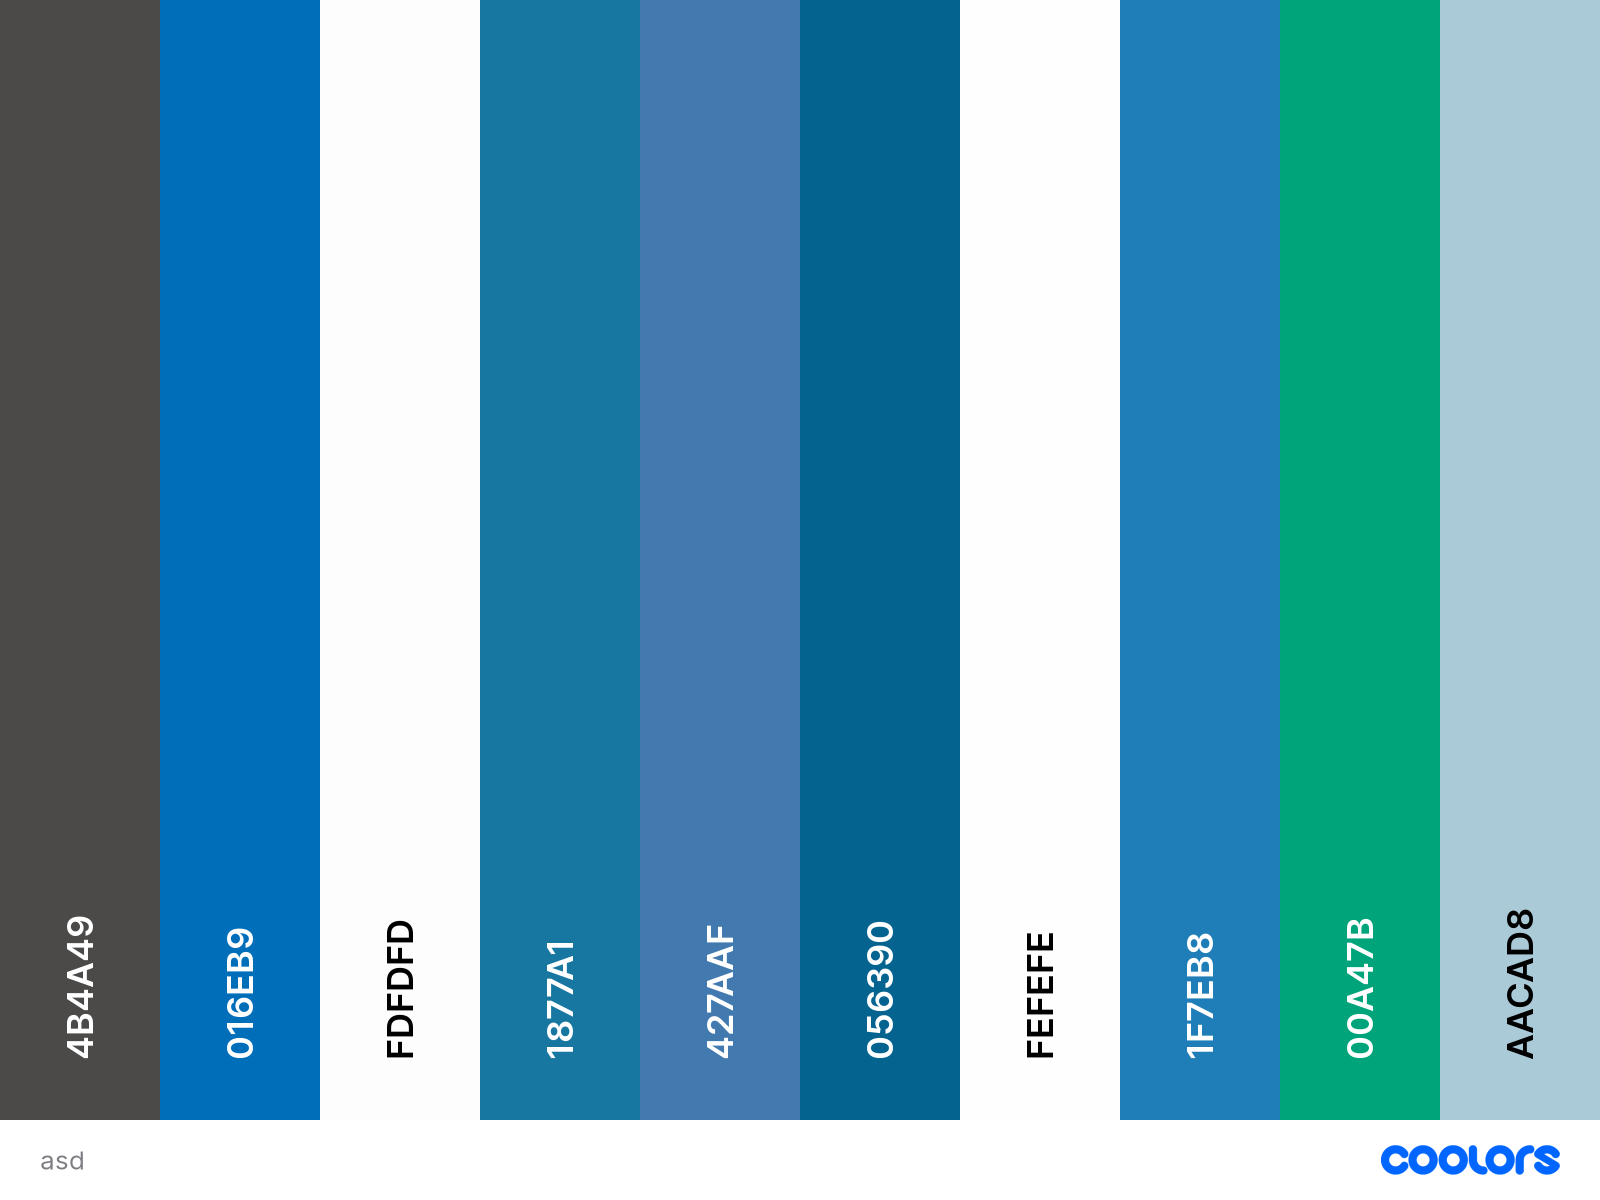 4B4A49
016EB9
FDFDFD
1877A1
427AAF
056390
FEFEFE
1F7EB8
00A47B
AACAD8
asd
coolors